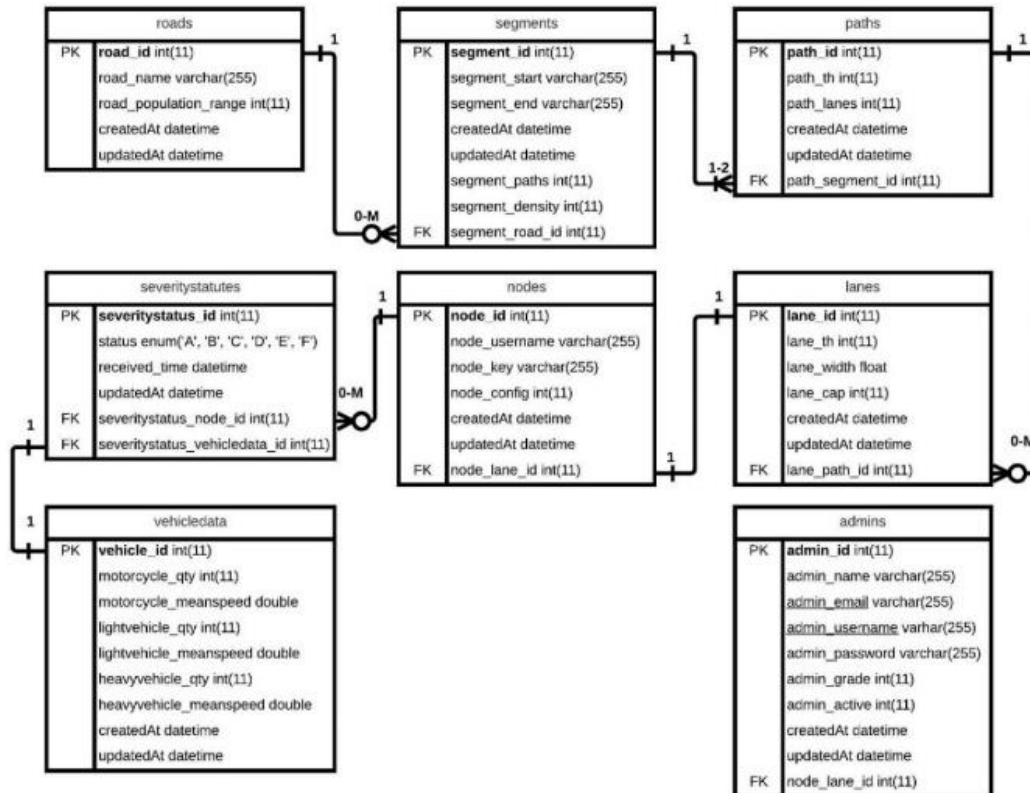 roads
PK road_id int(11)
road_name varchar(255)
road_population_range int(11)
createdAt datetime
updatedAt datetime
1
0-M
segments
PK segment_id int(11)
segment_start varchar(255)
segment_end varchar(255)
createdAt datetime
updatedAt datetime
segment_paths int(11)
segment_density int(11)
FK segment_road_id int(11)
1
1-2
paths
PK path_id int(11)
path_th int(11)
path_lanes int(11)
createdAt datetime
updatedAt datetime
FK path_segment_id int(11)
1
severitystatutes
PK severitystatus_id int(11)
status enum('A', 'B', 'C', 'D', 'E', 'F')
received_time datetime
updatedAt datetime
FK severitystatus_node_id int(11)
FK severitystatus_vehicledata_id int(11)
1
0-M
1
nodes
PK node_id int(11)
node_username varchar(255)
node_key varchar(255)
node_config int(11)
createdAt datetime
updatedAt datetime
FK node_lane_id int(11)
1
1
lanes
PK lane_id int(11)
lane_th int(11)
lane_width float
lane_cap int(11)
createdAt datetime
updatedAt datetime
FK lane_path_id int(11)
0-M
1
vehicledata
PK vehicle_id int(11)
motorcycle_qty int(11)
motorcycle_meanspeed double
lightvehicle_qty int(11)
lightvehicle_meanspeed double
heavyvehicle_qty int(11)
heavyvehicle_meanspeed double
createdAt datetime
updatedAt datetime
admins
PK admin_id int(11)
admin_name varchar(255)
admin_email varchar(255)
admin_username varhar(255)
admin_password varchar(255)
admin_grade int(11)
admin_active int(11)
createdAt datetime
updatedAt datetime
FK node_lane_id int(11)